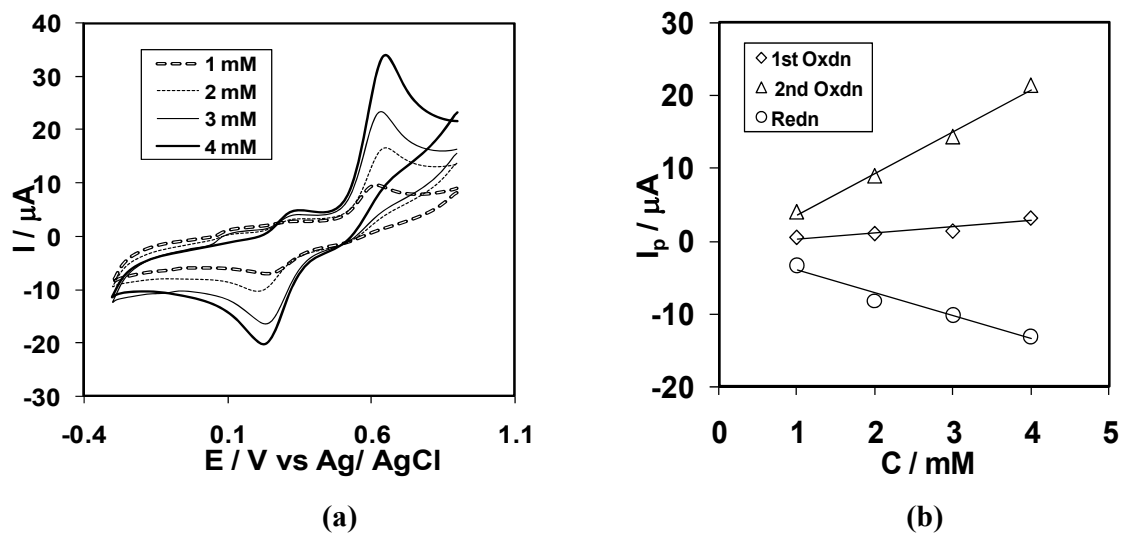 40
30
20
10
0
-10
-20
-30
-0.4
0.1
0.6
1.1
I / μA
E / V vs Ag/ AgCl
1 mM
2 mM
3 mM
4 mM
(a)
30
20
10
0
-10
-20
0
1
2
3
4
5
Ip / μA
C / mM
1st Oxdn
2nd Oxdn
Redn
(b)